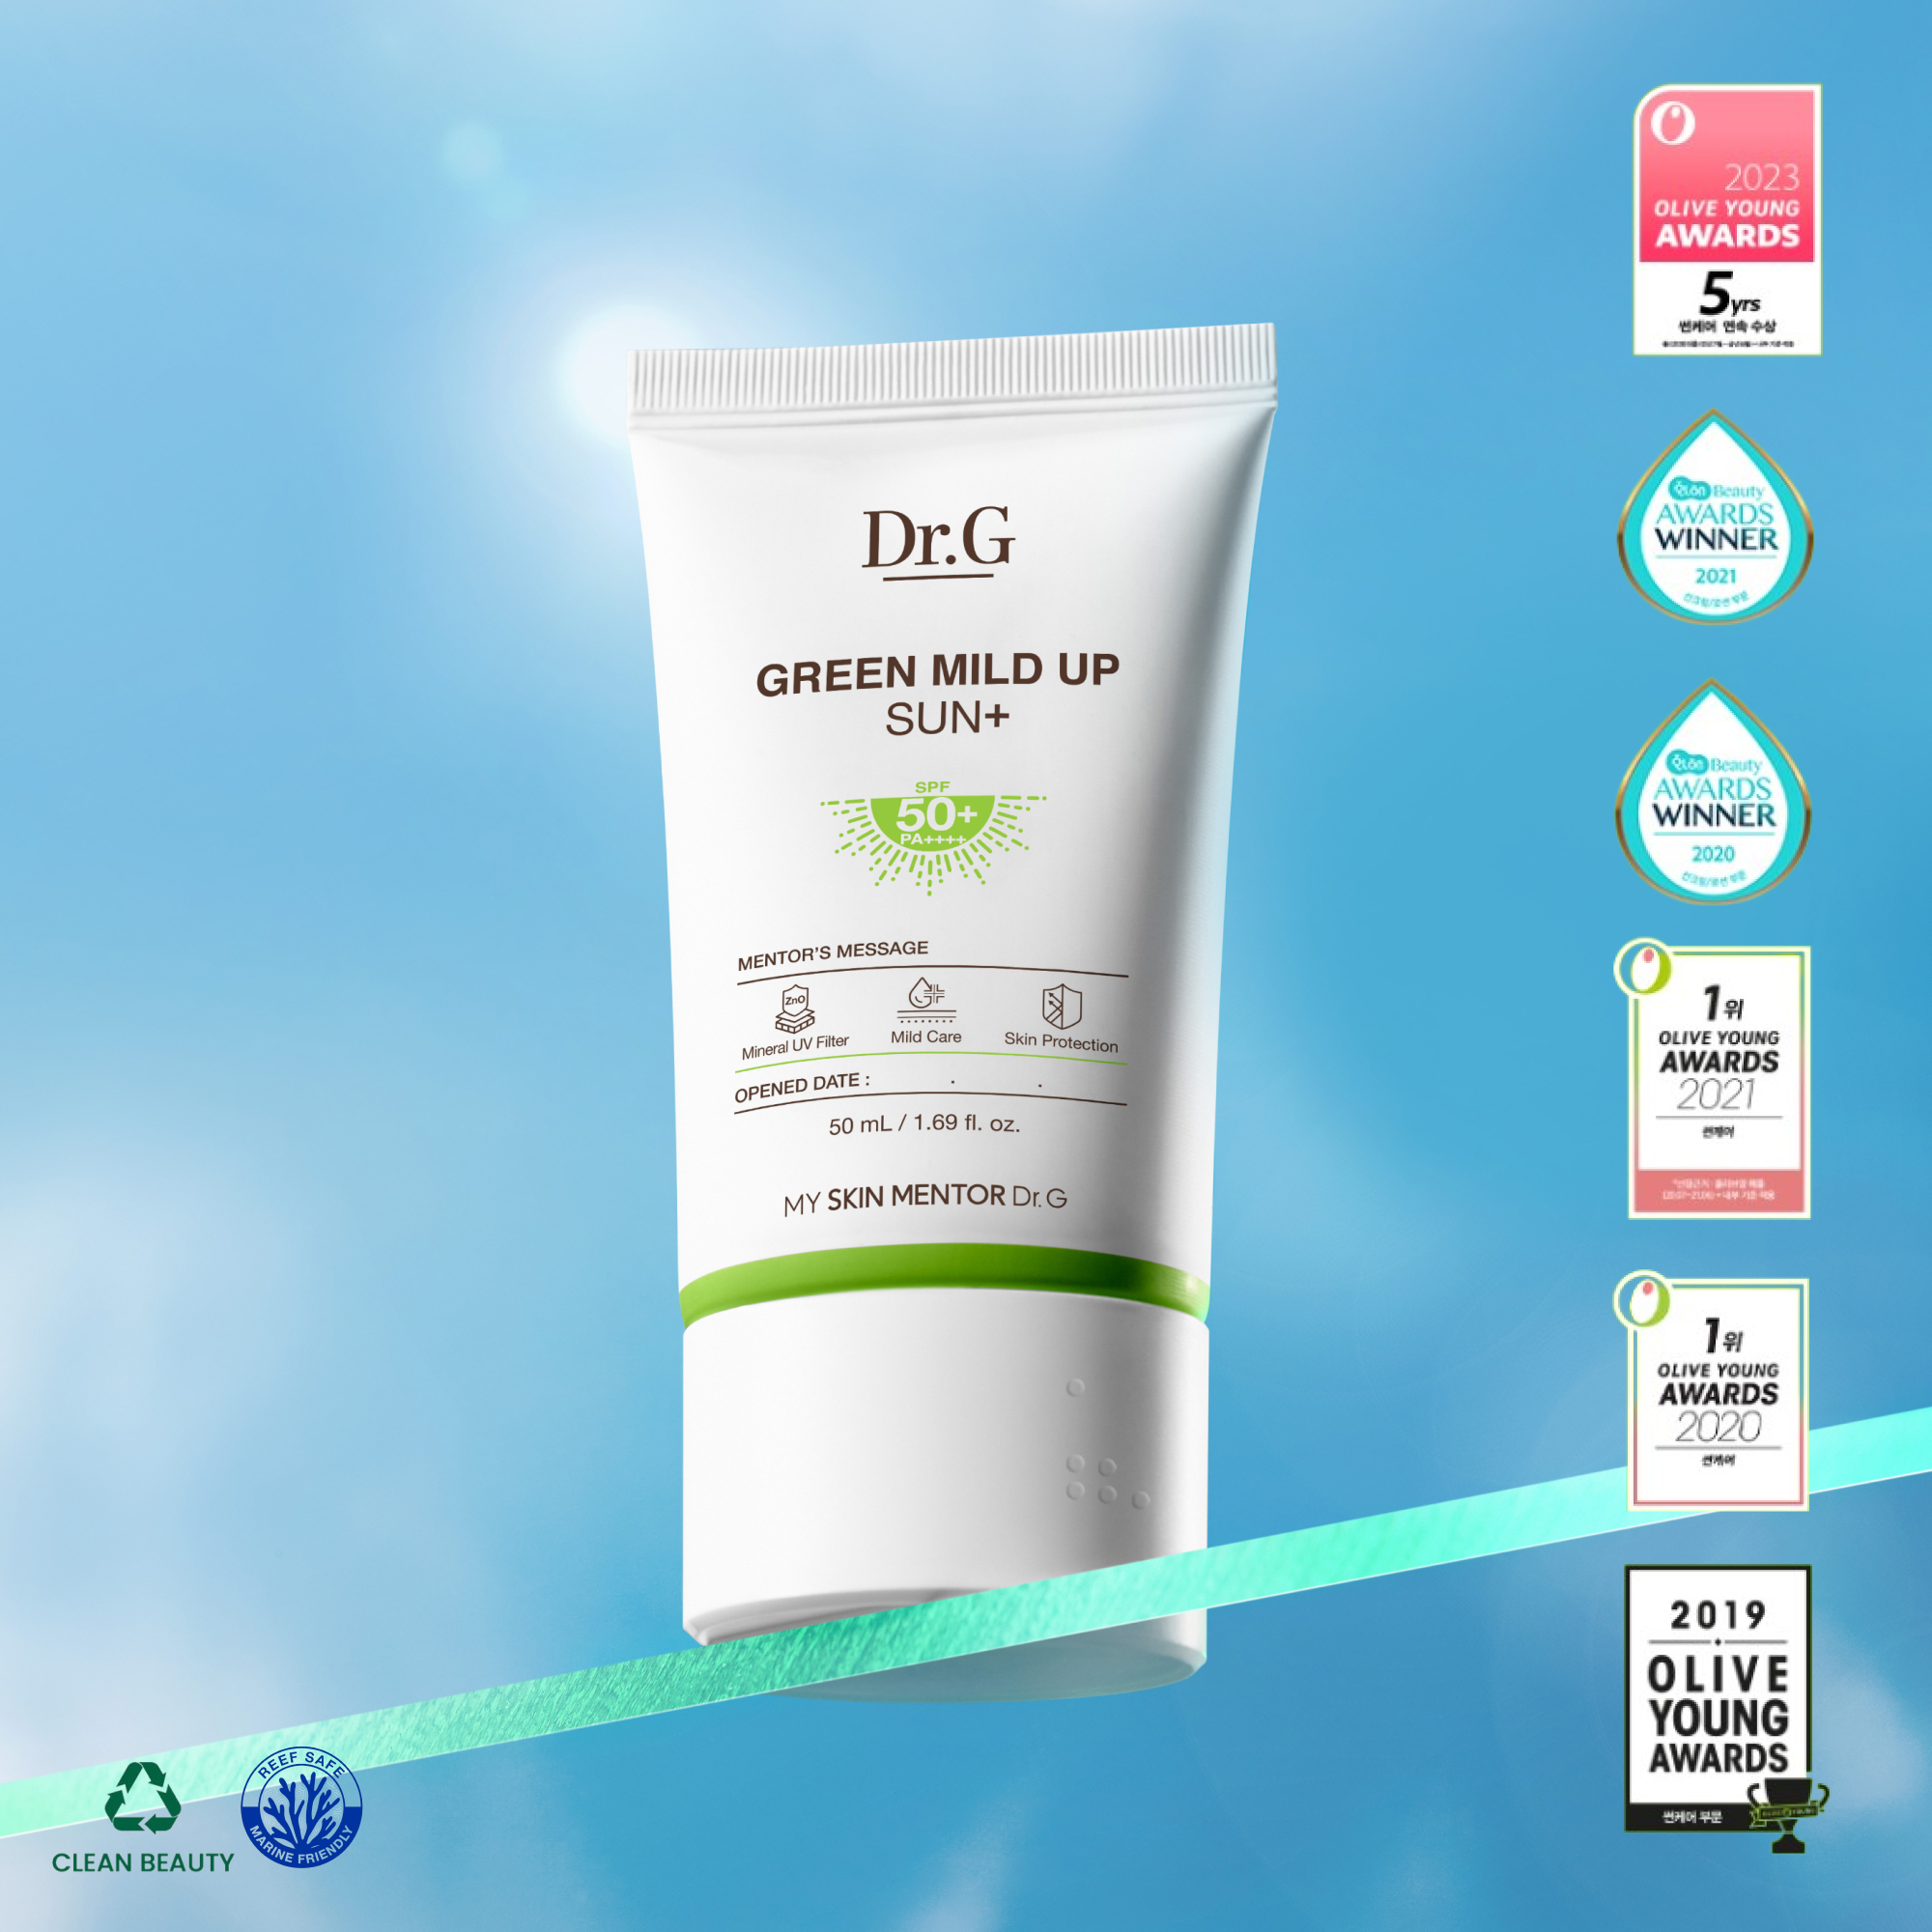 Dr.G
GREEN MILD UP
SUN+
SPF
50+
PA++++
MENTOR'S MESSAGE
ZnO
Mineral UV Filter
Mild Care
Skin Protection
OPENED DATE : . .
50 mL / 1.69 fl. oz.
MY SKIN MENTOR Dr.G
2023
OLIVE YOUNG
AWARDS
5yrs
썬케어 연속 수상
Beauty
AWARDS
WINNER
2021
Beauty
AWARDS
WINNER
2020
1위
OLIVE YOUNG
AWARDS
2021
썬케어
1위
OLIVE YOUNG
AWARDS
2020
썬케어
2019
OLIVE
YOUNG
AWARDS
썬케어 부문
CLEAN BEAUTY
REEF SAFE
MARINE FRIENDLY